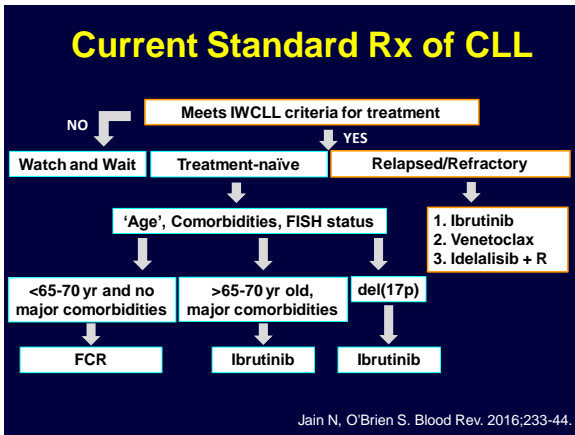 Current Standard Rx of CLL
Meets IWCLL criteria for treatment
NO
YES
Watch and Wait
Treatment-naïve
Relapsed/Refractory
‘Age’, Comorbidities, FISH status
1. Ibrutinib
2. Venetoclax
3. Idelalisib + R
<65-70 yr and no
major comorbidities
>65-70 yr old,
major comorbidities
del(17p)
FCR
Ibrutinib
Ibrutinib
Jain N, O'Brien S. Blood Rev. 2016;233-44.